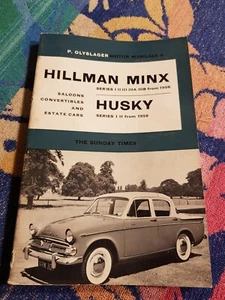 P. OLYSLAGER MOTOR MANUALS
HILLMAN MINX
SERIES I II III IIIA IIIB from 1956
SALOONS
CONVERTIBLES
AND
ESTATE CARS
HUSKY
SERIES I II from 1958
THE SUNDAY TIMES